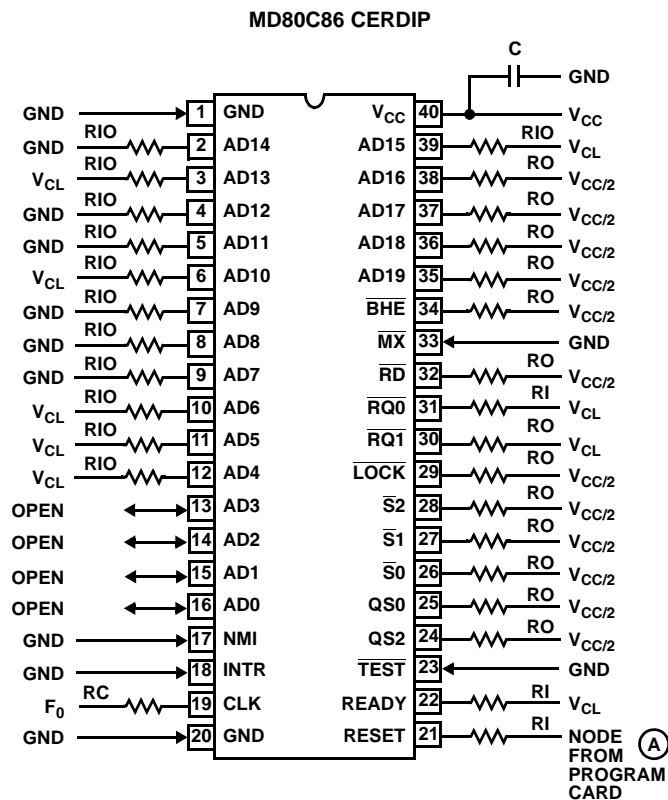 MD80C86 CERDIP
C
GND
GND 1 GND VCC 40 VCC
GND RIO 2 AD14 AD15 39 RIO VCL
VCL RIO 3 AD13 AD16 38 RO VCC/2
GND RIO 4 AD12 AD17 37 RO VCC/2
GND RIO 5 AD11 AD18 36 RO VCC/2
VCL RIO 6 AD10 AD19 35 RO VCC/2
GND RIO 7 AD9 BHE 34 RO VCC/2
GND RIO 8 AD8 MX 33 GND
GND RIO 9 AD7 RD 32 RO VCC/2
VCL RIO 10 AD6 RQ0 31 RI VCL
VCL RIO 11 AD5 RQ1 30 RO VCL
VCL RIO 12 AD4 LOCK 29 RO VCC/2
OPEN 13 AD3 S2 28 RO VCC/2
OPEN 14 AD2 S1 27 RO VCC/2
OPEN 15 AD1 S0 26 RO VCC/2
OPEN 16 AD0 QS0 25 RO VCC/2
GND 17 NMI QS2 24 RO VCC/2
GND 18 INTR TEST 23 GND
F0 RC 19 CLK READY 22 RI VCL
GND 20 GND RESET 21 RI NODE A
FROM
PROGRAM
CARD